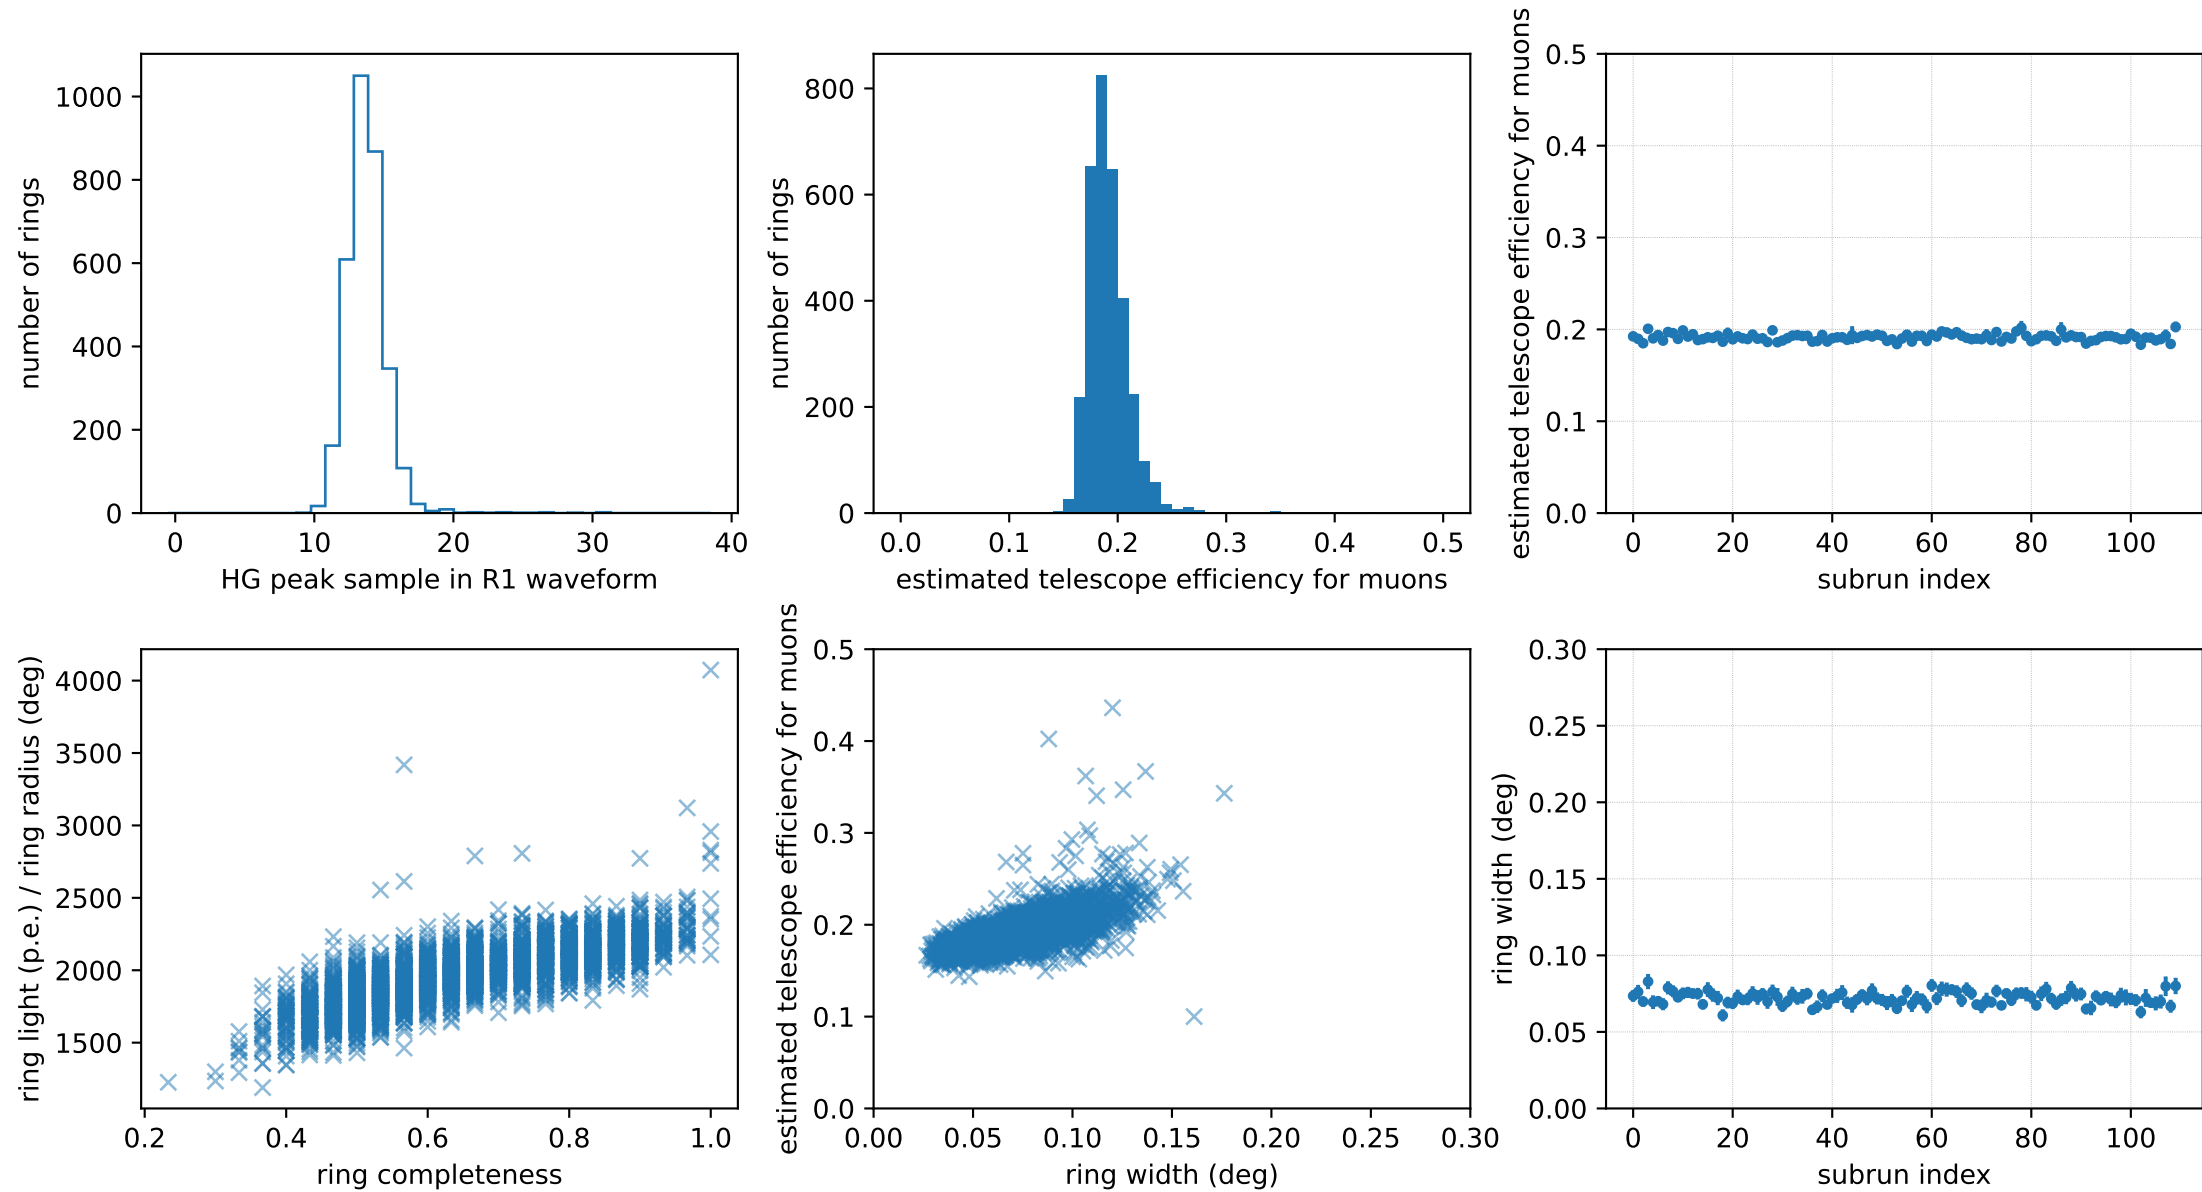 number of rings
1000
800
600
400
200
0
0 10 20 30 40
HG peak sample in R1 waveform
number of rings
800
600
400
200
0
0.0 0.1 0.2 0.3 0.4 0.5
estimated telescope efficiency for muons
estimated telescope efficiency for muons
0.5
0.4
0.3
0.2
0.1
0.0
0 20 40 60 80 100
subrun index
ring light (p.e.) / ring radius (deg)
4000
3500
3000
2500
2000
1500
0.2 0.4 0.6 0.8 1.0
ring completeness
estimated telescope efficiency for muons
0.5
0.4
0.3
0.2
0.1
0.0
0.00 0.05 0.10 0.15 0.20 0.25 0.30
ring width (deg)
ring width (deg)
0.30
0.25
0.20
0.15
0.10
0.05
0.00
0 20 40 60 80 100
subrun index